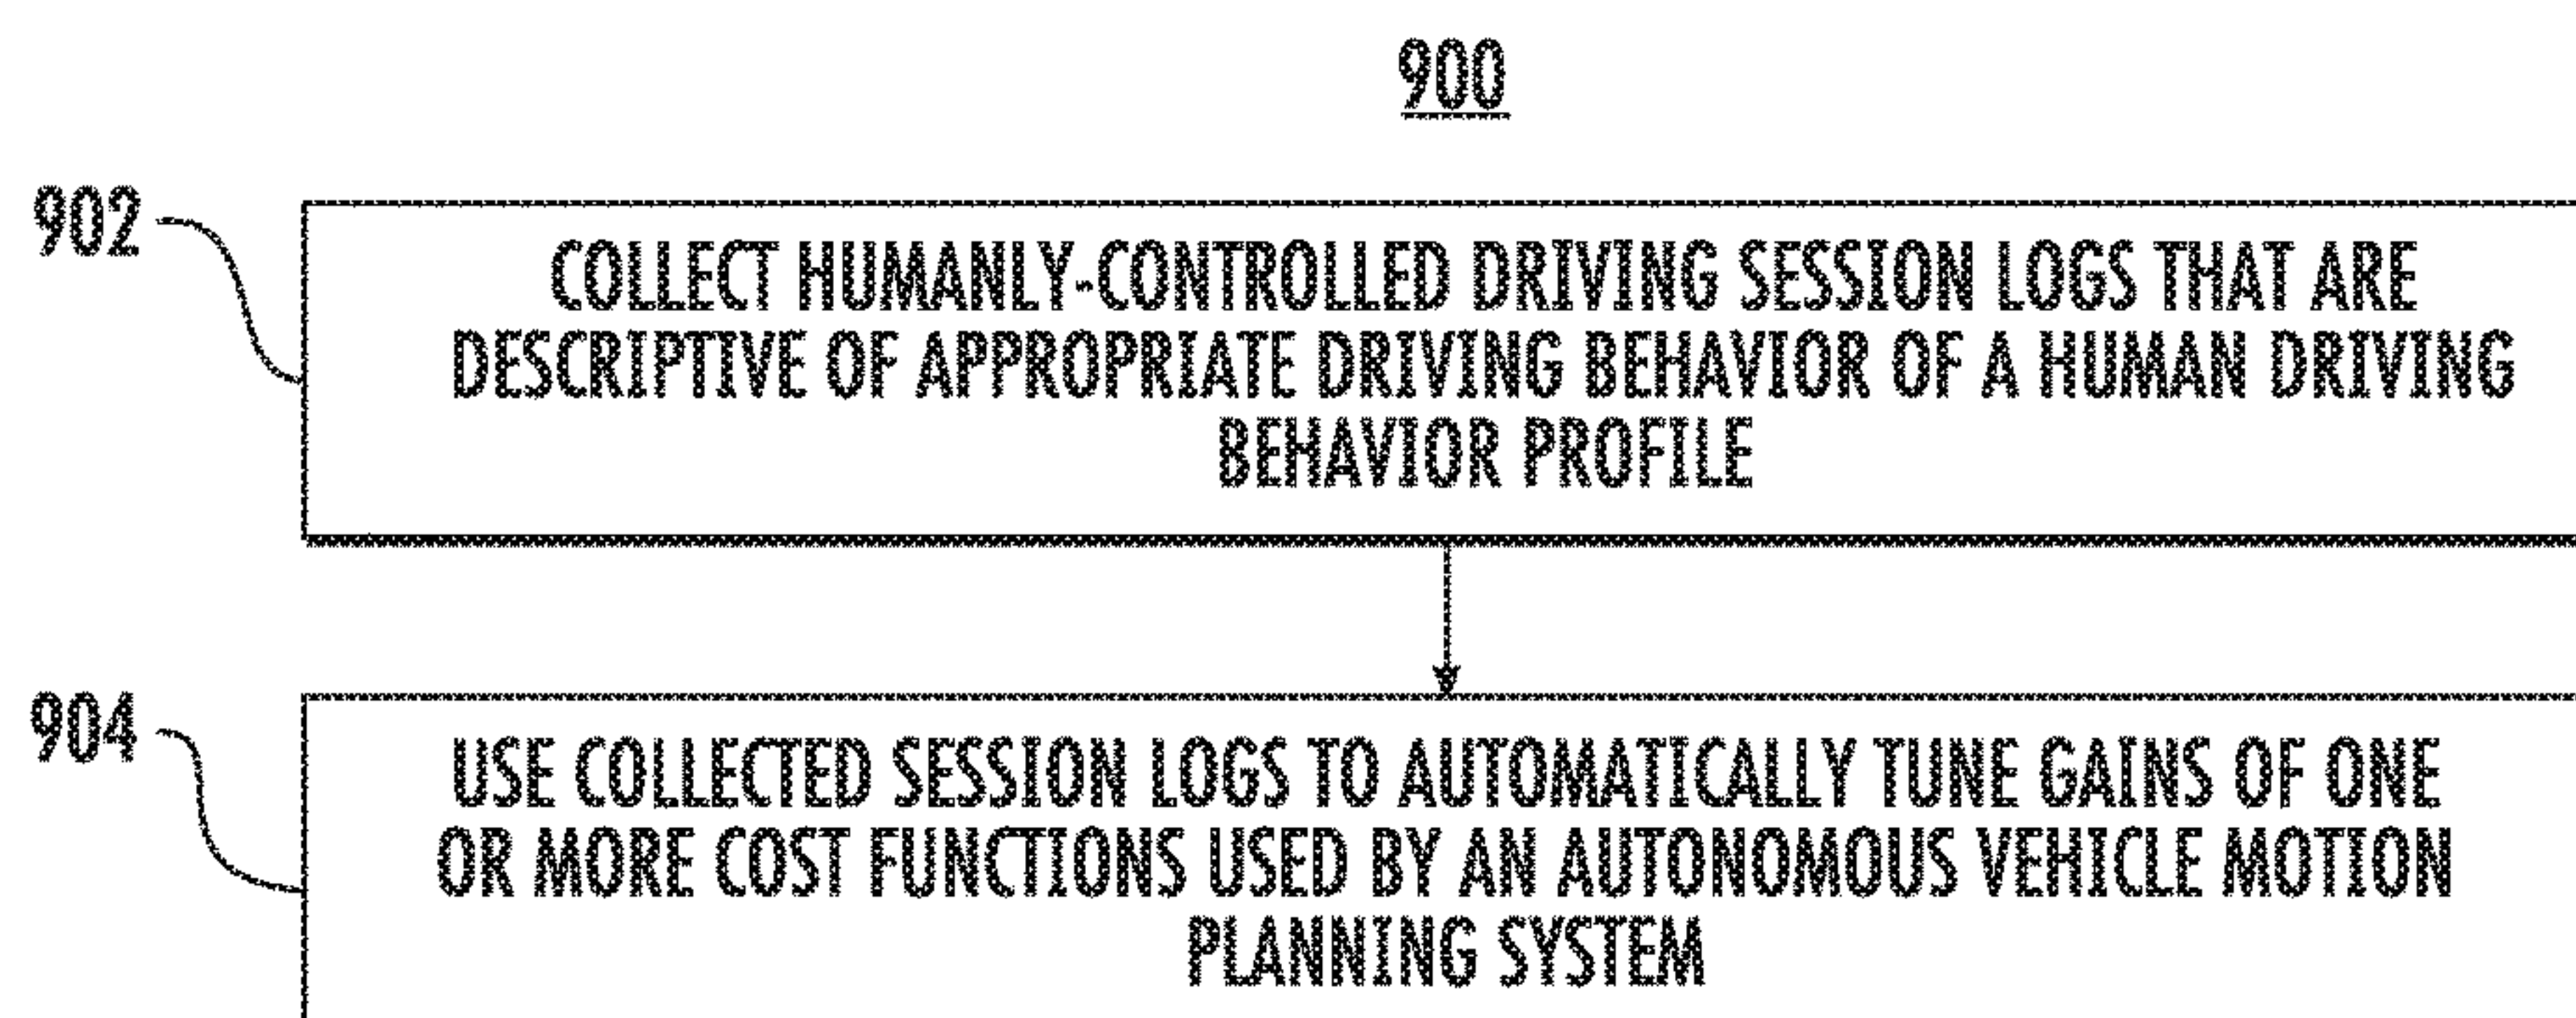 900
902
COLLECT HUMANLY-CONTROLLED DRIVING SESSION LOGS THAT ARE
DESCRIPTIVE OF APPROPRIATE DRIVING BEHAVIOR OF A HUMAN DRIVING
BEHAVIOR PROFILE
904
USE COLLECTED SESSION LOGS TO AUTOMATICALLY TUNE GAINS OF ONE
OR MORE COST FUNCTIONS USED BY AN AUTONOMOUS VEHICLE MOTION
PLANNING SYSTEM